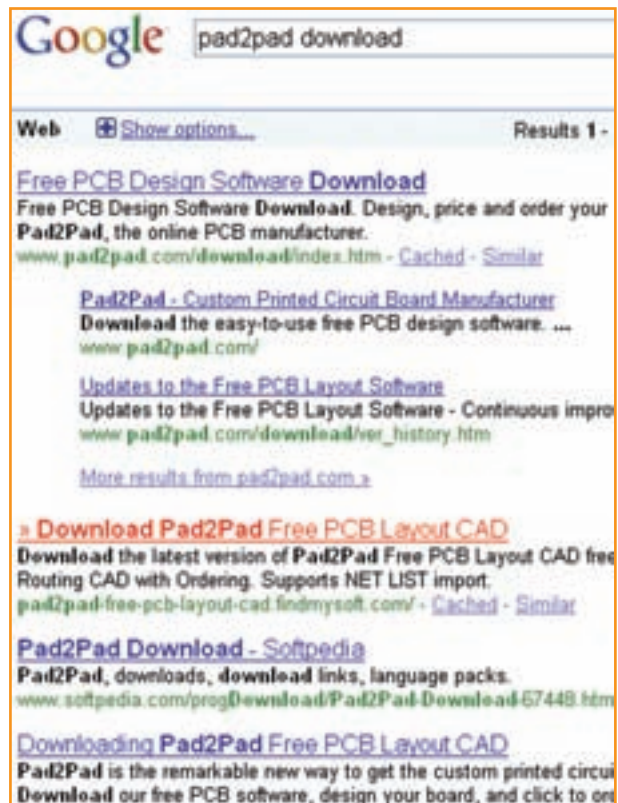 Google pad2pad download
Web Show options... Results 1 -
Free PCB Design Software Download
Free PCB Design Software Download. Design, price and order your
Pad2Pad, the online PCB manufacturer.
www.pad2pad.com/download/index.htm - Cached - Similar
Pad2Pad - Custom Printed Circuit Board Manufacturer
Download the easy-to-use free PCB design software. ...
www.pad2pad.com/
Updates to the Free PCB Layout Software
Updates to the Free PCB Layout Software - Continuous impro
www.pad2pad.com/download/ver_history.htm
More results from pad2pad.com »
» Download Pad2Pad Free PCB Layout CAD
Download the latest version of Pad2Pad Free PCB Layout CAD free
Routing CAD with Ordering. Supports NET LIST import.
pad2pad-free-pcb-layout-cad.findmysoft.com/ - Cached - Similar
Pad2Pad Download - Softpedia
Pad2Pad, downloads, download links, language packs.
www.softpedia.com/progDownload/Pad2Pad-Download-67448.htm
Downloading Pad2Pad Free PCB Layout CAD
Pad2Pad is the remarkable new way to get the custom printed circui
Download our free PCB software, design your board, and click to ord